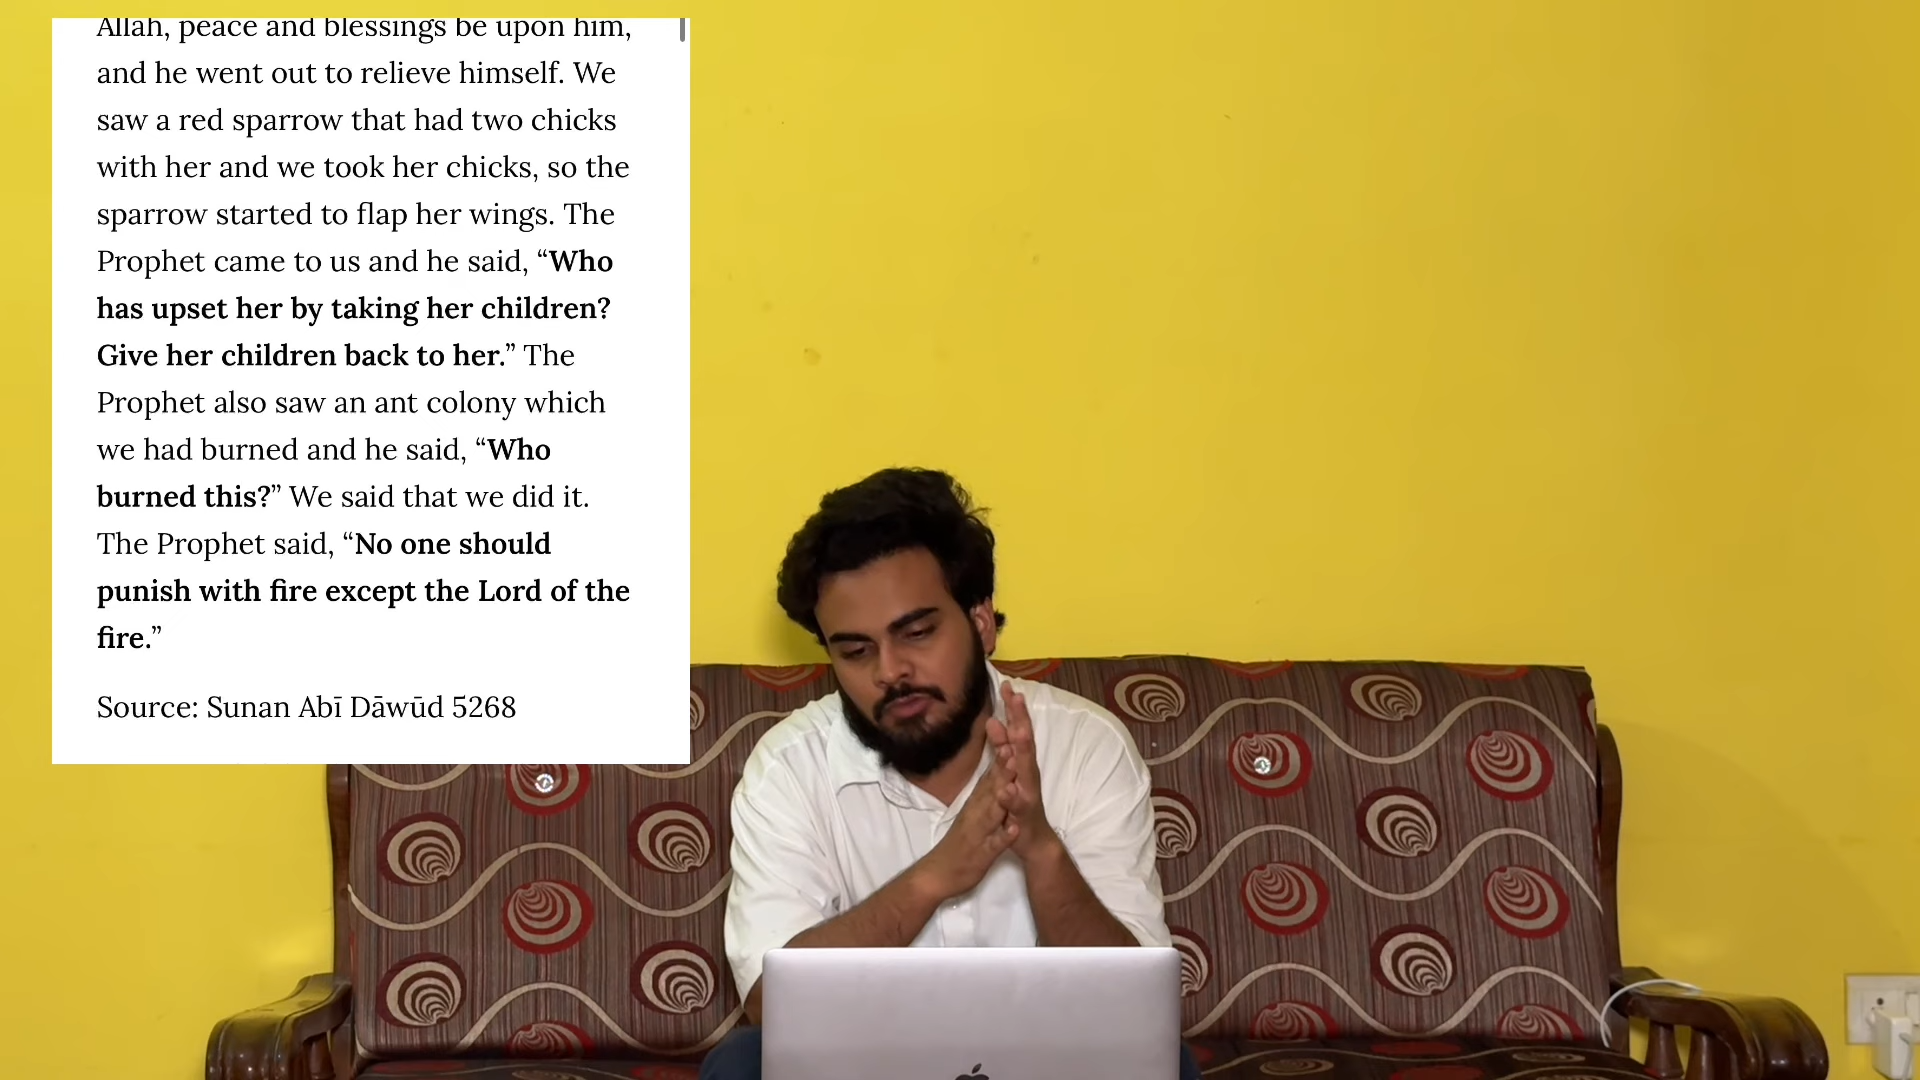 Allah, peace and blessings be upon him,
and he went out to relieve himself. We
saw a red sparrow that had two chicks
with her and we took her chicks, so the
sparrow started to flap her wings. The
Prophet came to us and he said, “Who
has upset her by taking her children?
Give her children back to her.” The
Prophet also saw an ant colony which
we had burned and he said, “Who
burned this?” We said that we did it.
The Prophet said, “No one should
punish with fire except the Lord of the
fire.”
Source: Sunan Abī Dāwūd 5268